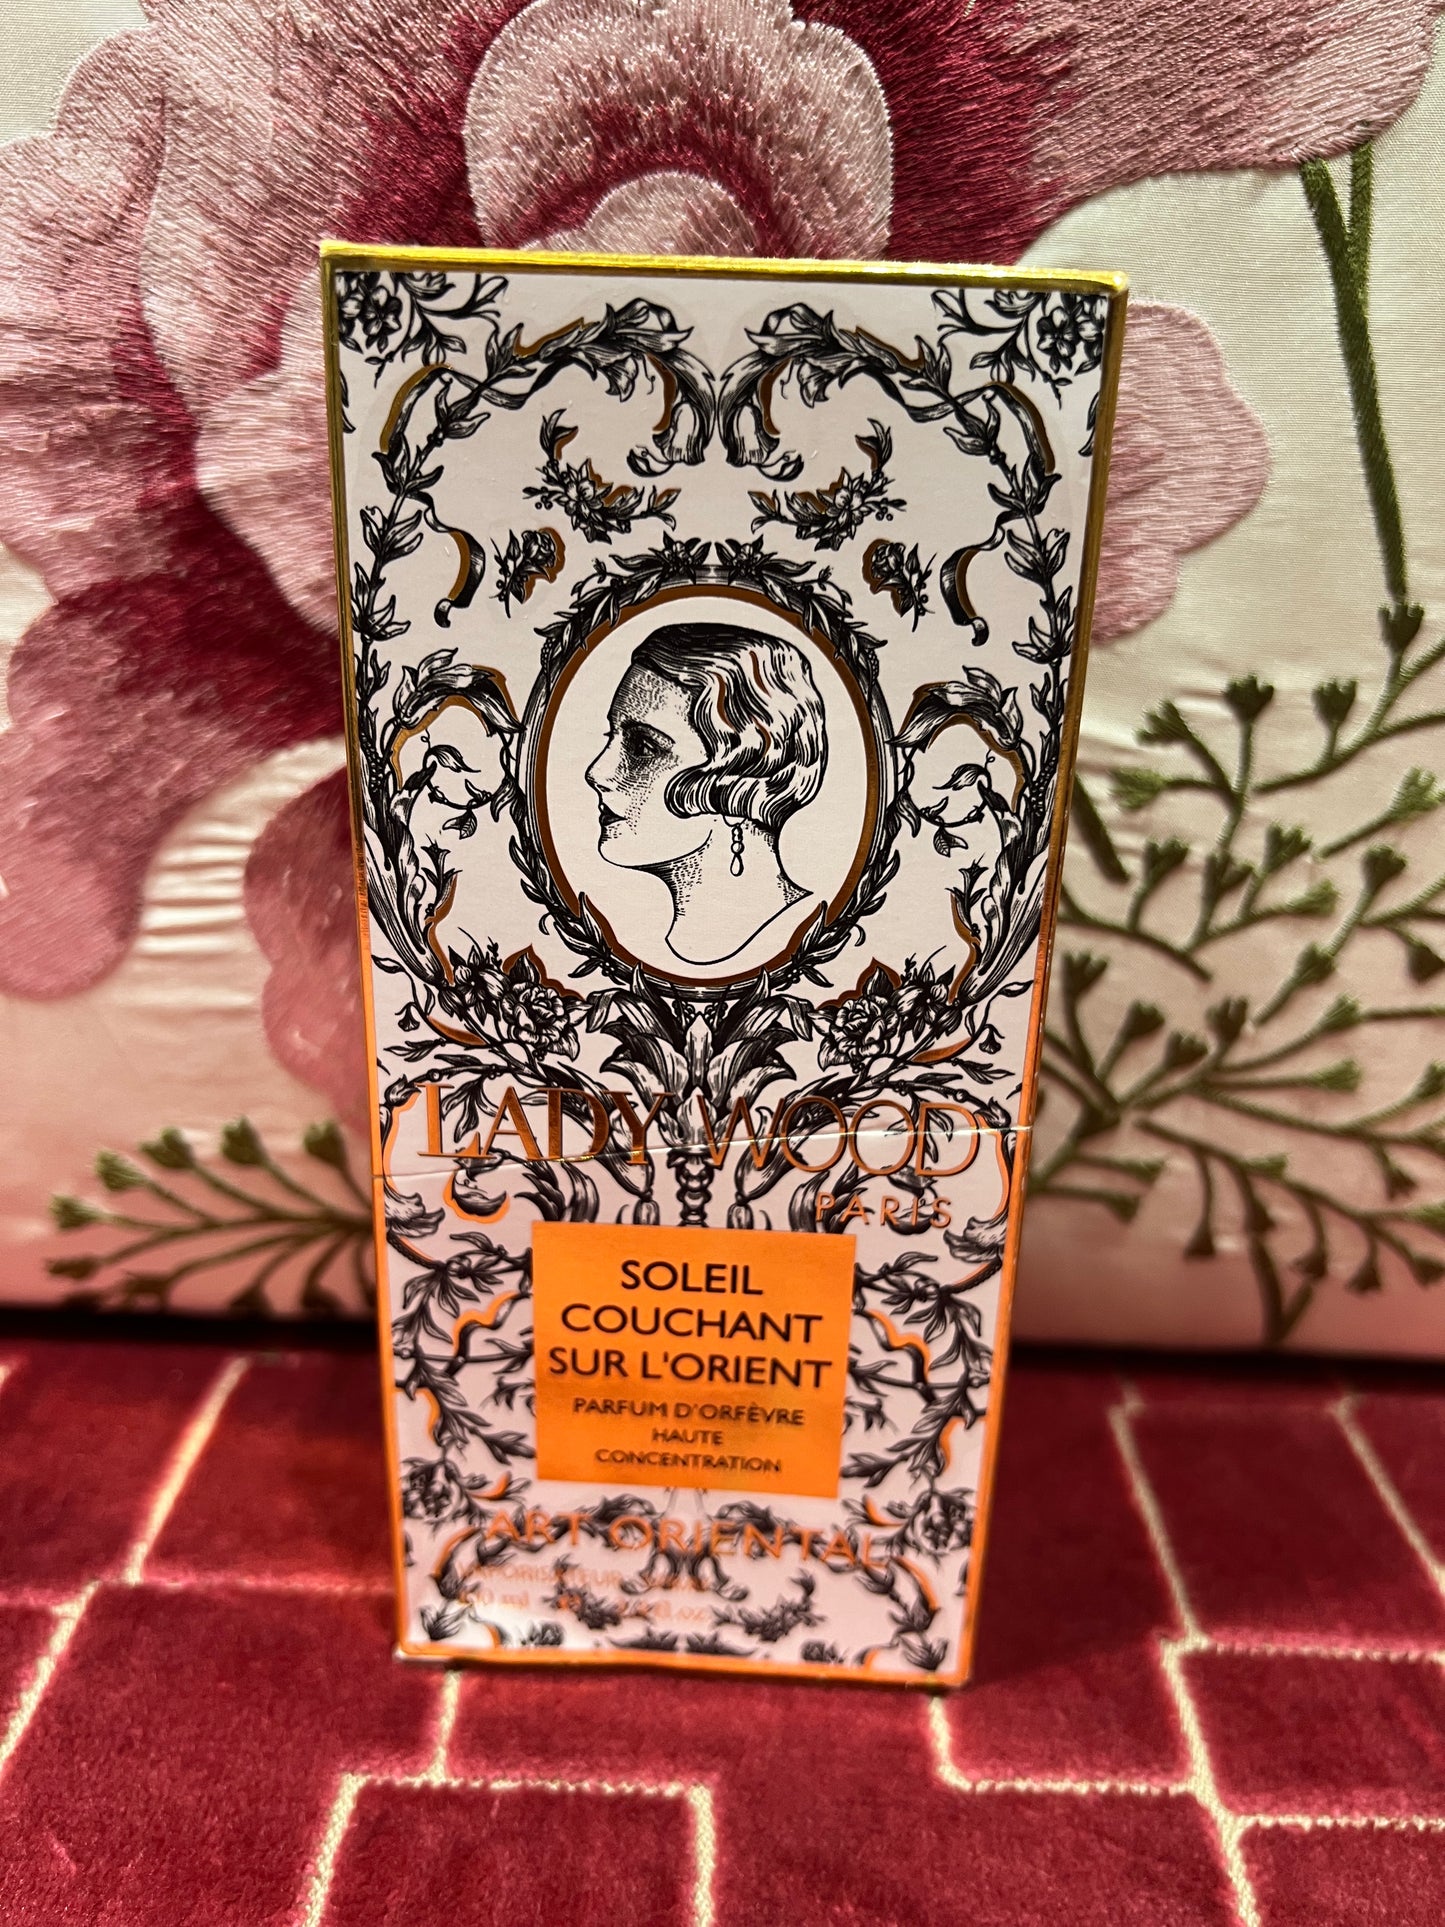 LADY WOOD
PARIS
SOLEIL
COUCHANT
SUR L'ORIENT
PARFUM D'ORFÈVRE
HAUTE
CONCENTRATION
ART ORIENTAL